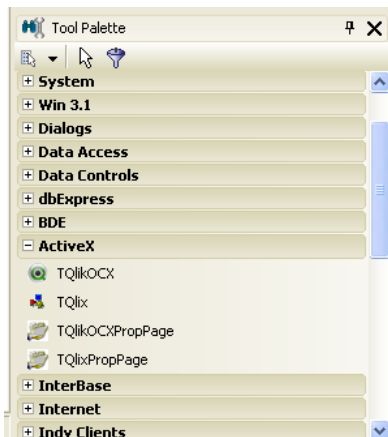 Tool Palette
System
Win 3.1
Dialogs
Data Access
Data Controls
dbExpress
BDE
ActiveX
TQlikOCX
TQlix
TQlikOCXPropPage
TQlixPropPage
InterBase
Internet
Indy Clients